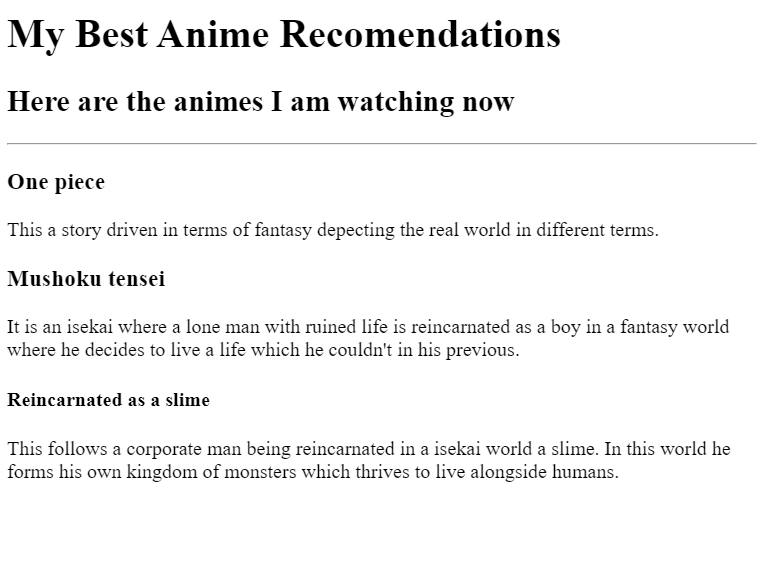 My Best Anime Recomendations
Here are the animes I am watching now
One piece
This a story driven in terms of fantasy depecting the real world in different terms.
Mushoku tensei
It is an isekai where a lone man with ruined life is reincarnated as a boy in a fantasy world
where he decides to live a life which he couldn't in his previous.
Reincarnated as a slime
This follows a corporate man being reincarnated in a isekai world a slime. In this world he
forms his own kingdom of monsters which thrives to live alongside humans.